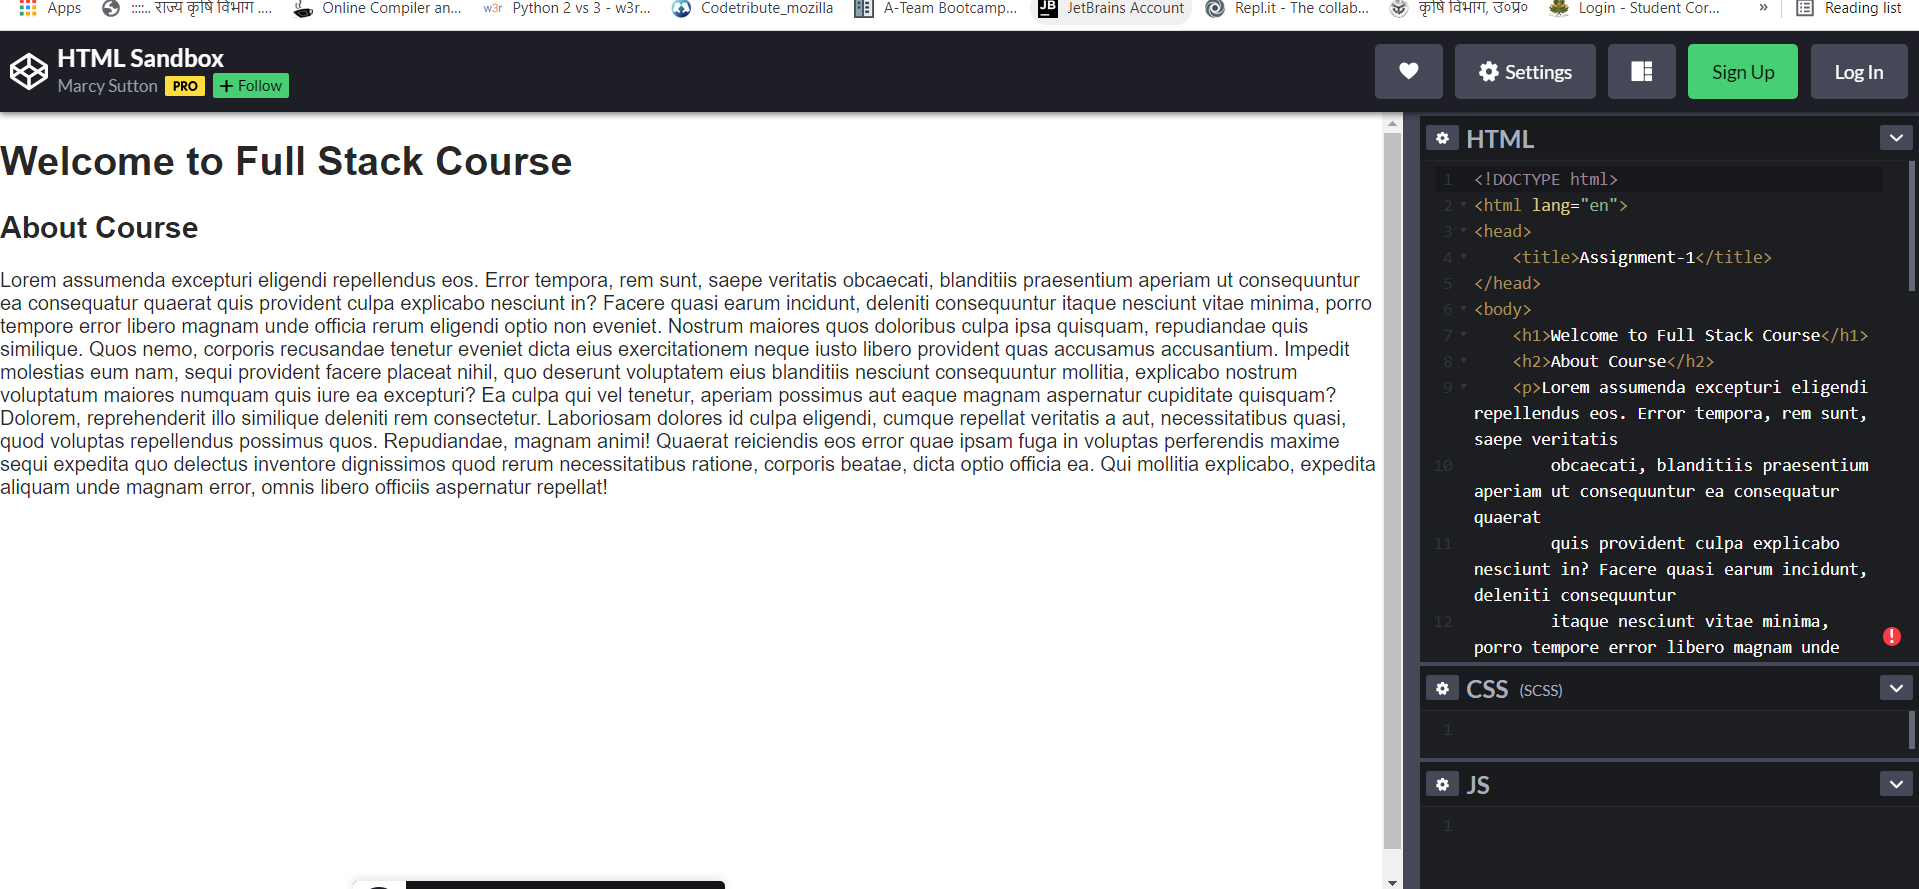 Apps
:::::.. राज्य कृषि विभाग ....
Online Compiler an...
w3r Python 2 vs 3 - w3r...
Codetribute_mozilla
A-Team Bootcamp...
JB JetBrains Account
Repl.it - The collab...
कृषि विभाग, उ०प्र०
Login - Student Cor...
»
Reading list
HTML Sandbox
Marcy Sutton PRO + Follow
Settings
Sign Up
Log In
Welcome to Full Stack Course
About Course
Lorem assumenda excepturi eligendi repellendus eos. Error tempora, rem sunt, saepe veritatis obcaecati, blanditiis praesentium aperiam ut consequuntur
ea consequatur quaerat quis provident culpa explicabo nesciunt in? Facere quasi earum incidunt, deleniti consequuntur itaque nesciunt vitae minima, porro
tempore error libero magnam unde officia rerum eligendi optio non eveniet. Nostrum maiores quos doloribus culpa ipsa quisquam, repudiandae quis
similique. Quos nemo, corporis recusandae tenetur eveniet dicta eius exercitationem neque iusto libero provident quas accusamus accusantium. Impedit
molestias eum nam, sequi provident facere placeat nihil, quo deserunt voluptatem eius blanditiis nesciunt consequuntur mollitia, explicabo nostrum
voluptatum maiores numquam quis iure ea excepturi? Ea culpa qui vel tenetur, aperiam possimus aut eaque magnam aspernatur cupiditate quisquam?
Dolorem, reprehenderit illo similique deleniti rem consectetur. Laboriosam dolores id culpa eligendi, cumque repellat veritatis a aut, necessitatibus quasi,
quod voluptas repellendus possimus quos. Repudiandae, magnam animi! Quaerat reiciendis eos error quae ipsam fuga in voluptas perferendis maxime
sequi expedita quo delectus inventore dignissimos quod rerum necessitatibus ratione, corporis beatae, dicta optio officia ea. Qui mollitia explicabo, expedita
aliquam unde magnam error, omnis libero officiis aspernatur repellat!
HTML
1 <!DOCTYPE html>
2 <html lang="en">
3 <head>
4 <title>Assignment-1</title>
5 </head>
6 <body>
7 <h1>Welcome to Full Stack Course</h1>
8 <h2>About Course</h2>
9 <p>Lorem assumenda excepturi eligendi
repellendus eos. Error tempora, rem sunt,
saepe veritatis
10 obcaecati, blanditiis praesentium
aperiam ut consequuntur ea consequatur
quaerat
11 quis provident culpa explicabo
nesciunt in? Facere quasi earum incidunt,
deleniti consequuntur
12 itaque nesciunt vitae minima,
porro tempore error libero magnam unde
CSS (SCSS)
1
JS
1